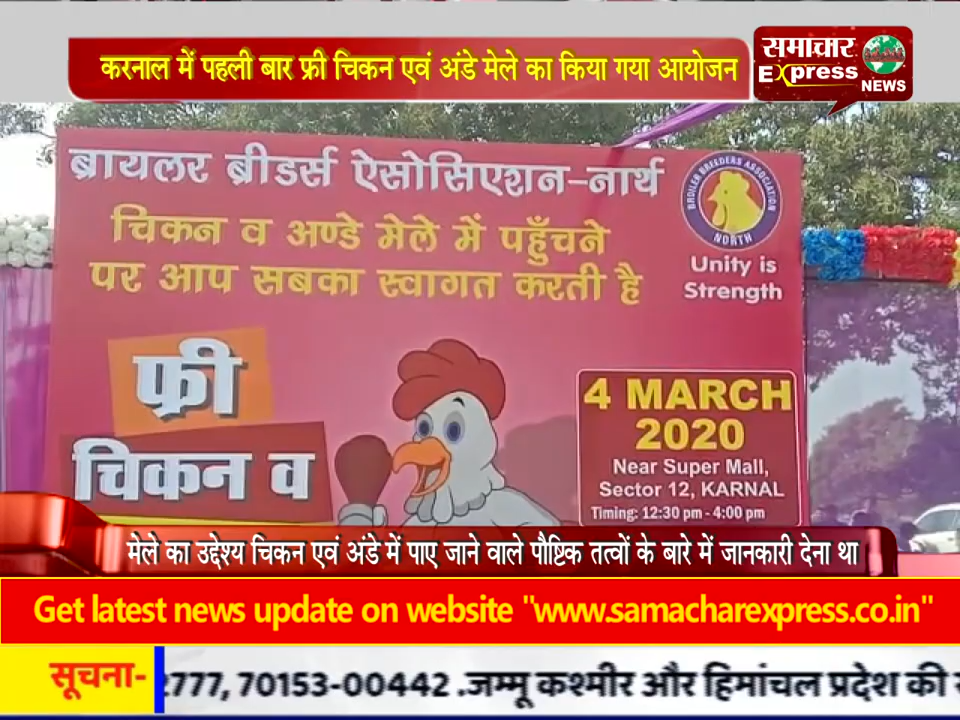 करनाल में पहली बार फ्री चिकन एवं अंडे मेले का किया गया आयोजन
समाचार
Express
NEWS
ब्रायलर ब्रीडर्स ऐसोसिएशन-नार्थ
BROILER BREEDERS ASSOCIATION
NORTH
Unity is
Strength
चिकन व अण्डे मेले में पहुँचने
पर आप सबका स्वागत करती है
फ्री
चिकन व
4 MARCH
2020
Near Super Mall,
Sector 12, KARNAL
Timing: 12:30 pm - 4:00 pm
मेले का उद्देश्य चिकन एवं अंडे में पाए जाने वाले पौष्टिक तत्वों के बारे में जानकारी देना था
Get latest news update on website "www.samacharexpress.co.in"
सूचना-
2777, 70153-00442 .जम्मू कश्मीर और हिमांचल प्रदेश की